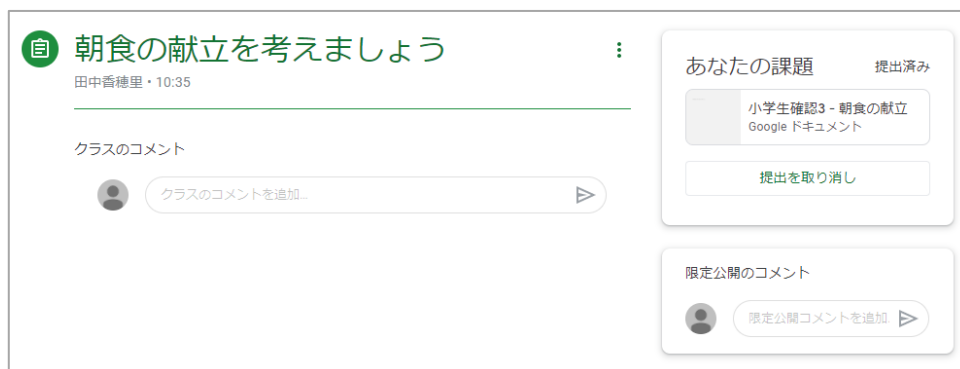 朝食の献立を考えましょう
田中香穂里・10:35
クラスのコメント
クラスのコメントを追加...
あなたの課題
提出済み
小学生確認3 - 朝食の献立
Google ドキュメント
提出を取り消し
限定公開のコメント
限定公開コメントを追加.